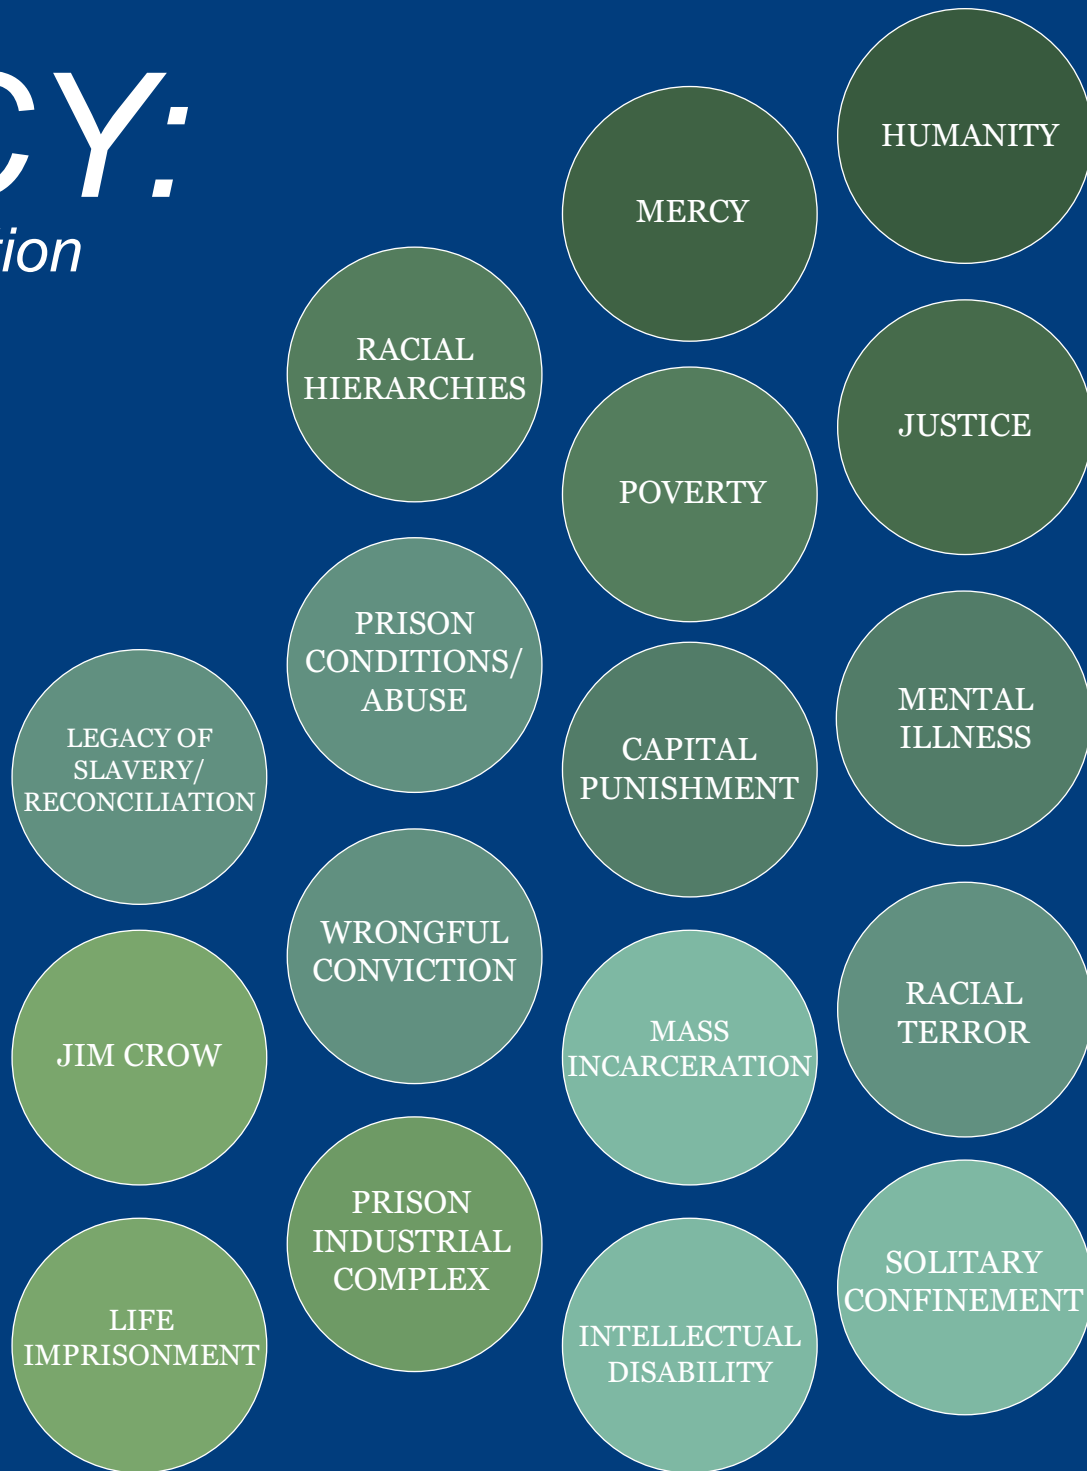 CY:
tion
HUMANITY
MERCY
RACIAL
HIERARCHIES
JUSTICE
POVERTY
PRISON
CONDITIONS/
ABUSE
MENTAL
ILLNESS
LEGACY OF
SLAVERY/
RECONCILIATION
CAPITAL
PUNISHMENT
WRONGFUL
CONVICTION
RACIAL
TERROR
JIM CROW
MASS
INCARCERATION
PRISON
INDUSTRIAL
COMPLEX
SOLITARY
CONFINEMENT
LIFE
IMPRISONMENT
INTELLECTUAL
DISABILITY